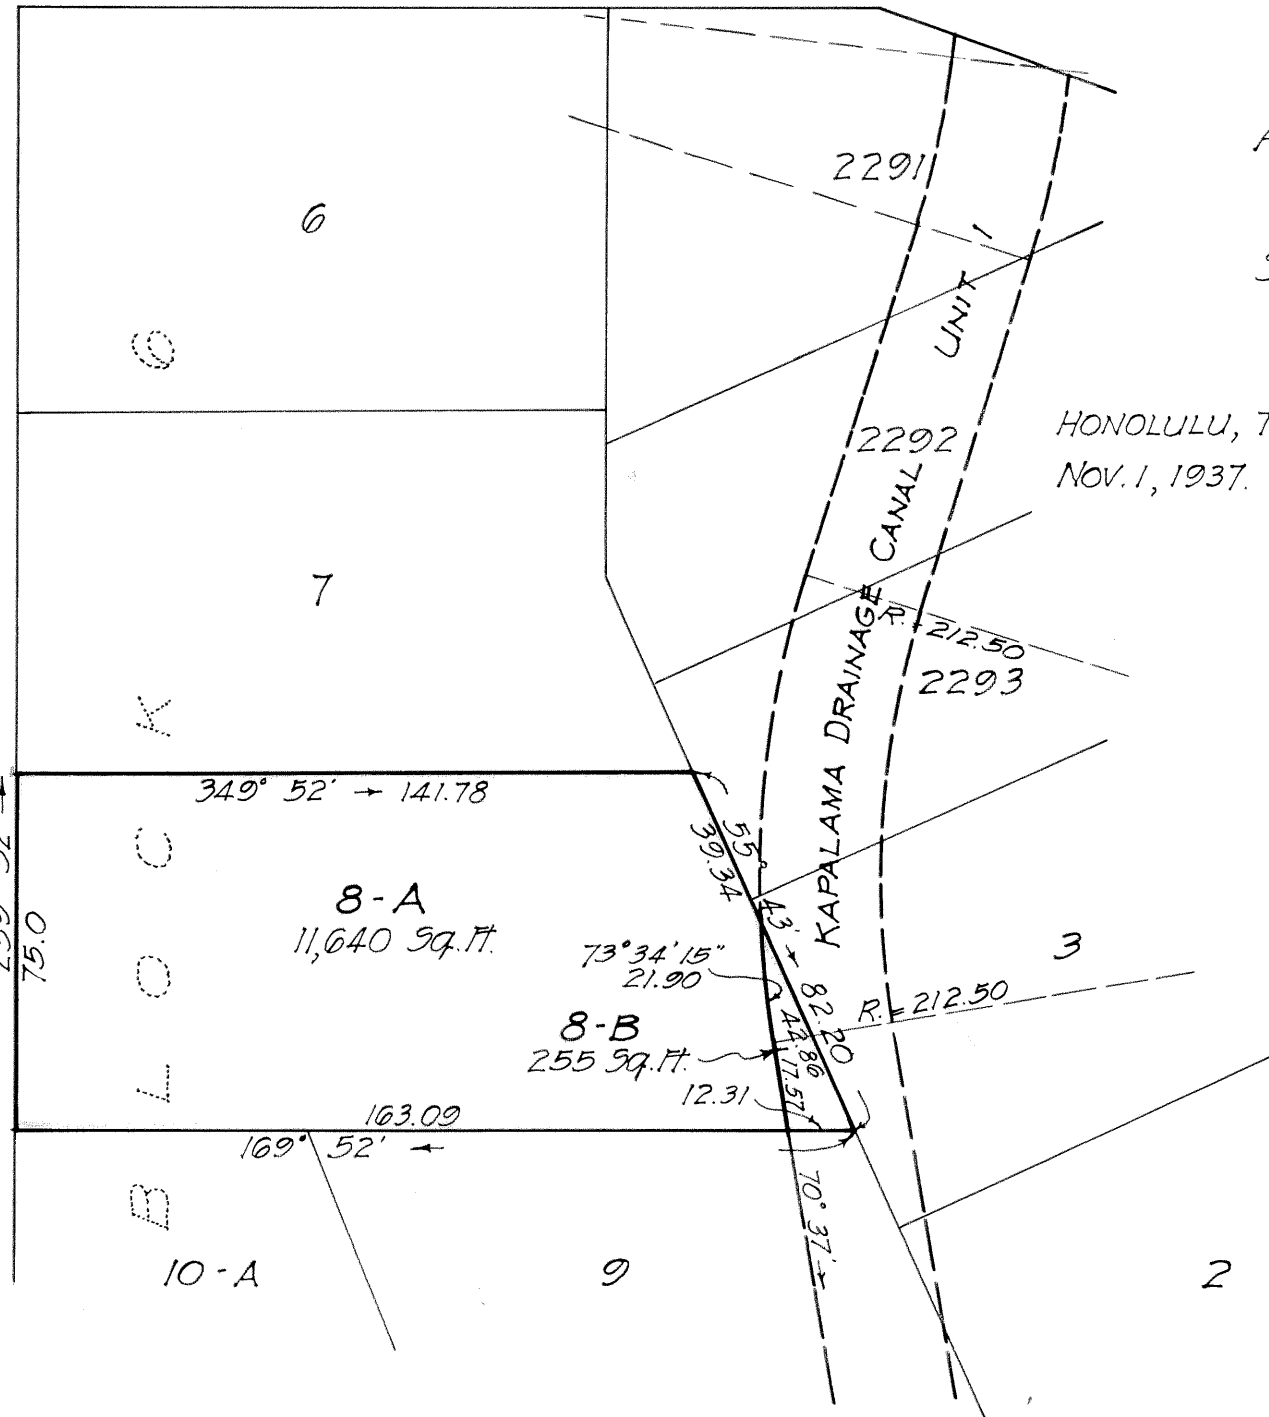 2291
6
UNIT 1
6
2292
HONOLULU, T
NOV. 1, 1937.
7
R. = 212.50
2293
KAPALAMA DRAINAGE CANAL
349° 52' → 141.78
55° 43'
39.34
82.20
8-A
11,640 Sq. Ft.
75.0
73° 34' 15"
21.90
3
R. = 212.50
8-B
255 Sq. Ft.
42.86
17.57
12.31
163.09
169° 52' ←
70° 37' →
BLOCK
10-A
9
2